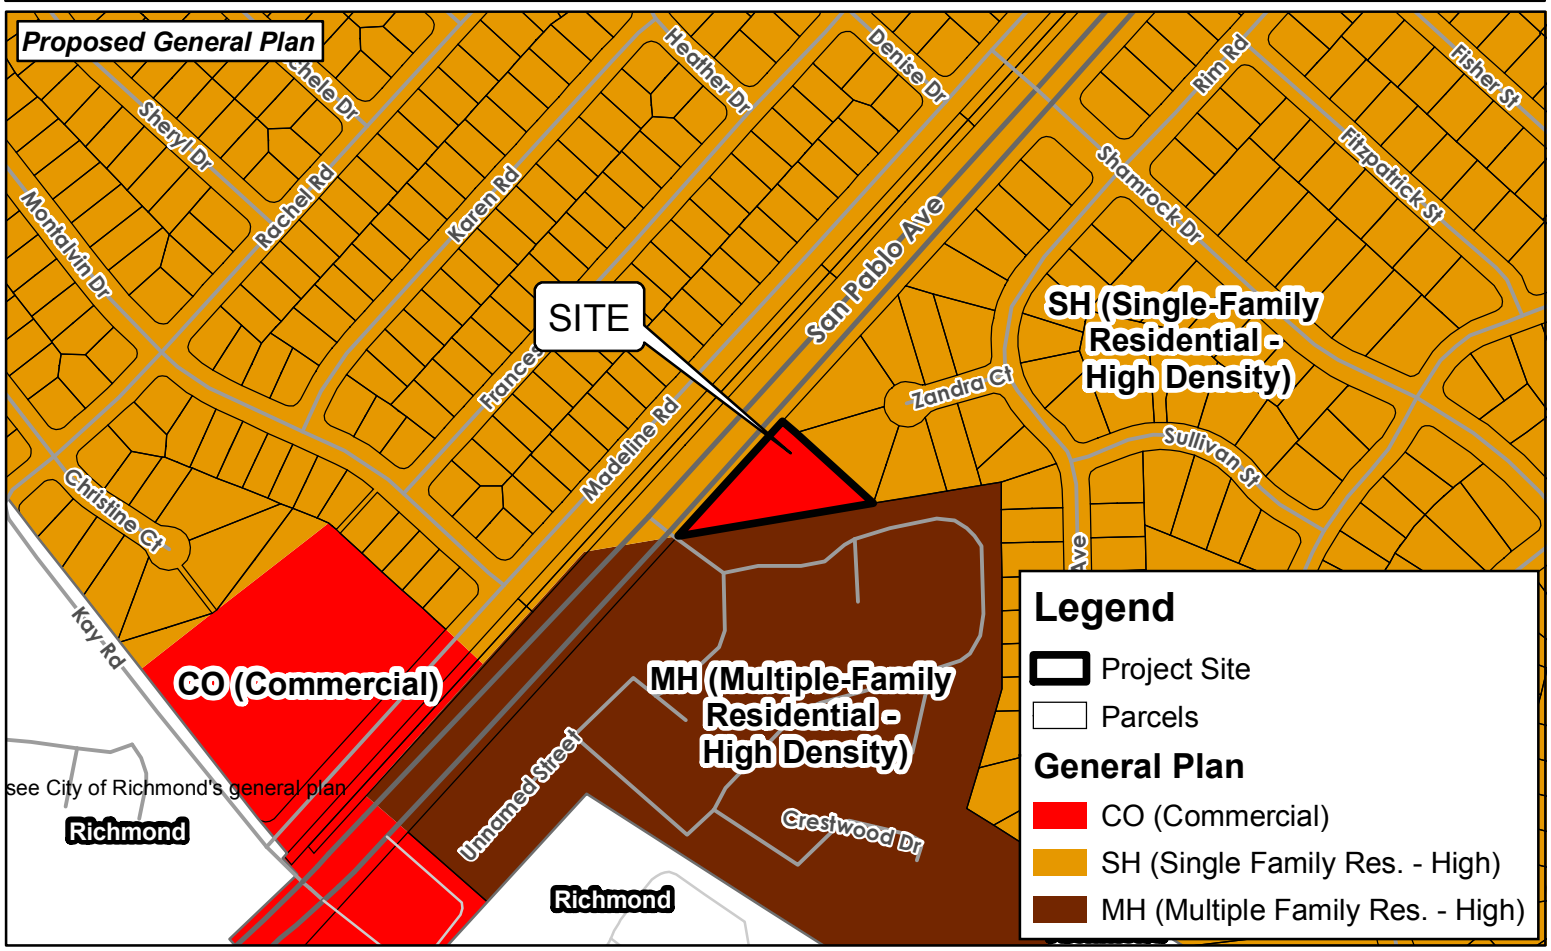 Proposed General Plan
chele Dr
Heather Dr
Denise Dr
Rim Rd
Fisher St
Sheryl Dr
Rachel Rd
Karen Rd
Shamrock Dr
Fitzpatrick St
Montalvin Dr
San Pablo Ave
SITE
SH (Single-Family
Residential -
High Density)
Frances
Zandra Ct
Madeline Rd
Sullivan St
Christine Ct
Ave
Kay Rd
CO (Commercial)
MH (Multiple-Family
Residential -
High Density)
Unnamed Street
Crestwood Dr
see City of Richmond's general plan
Richmond
Richmond
Legend
Project Site
Parcels
General Plan
CO (Commercial)
SH (Single Family Res. - High)
MH (Multiple Family Res. - High)